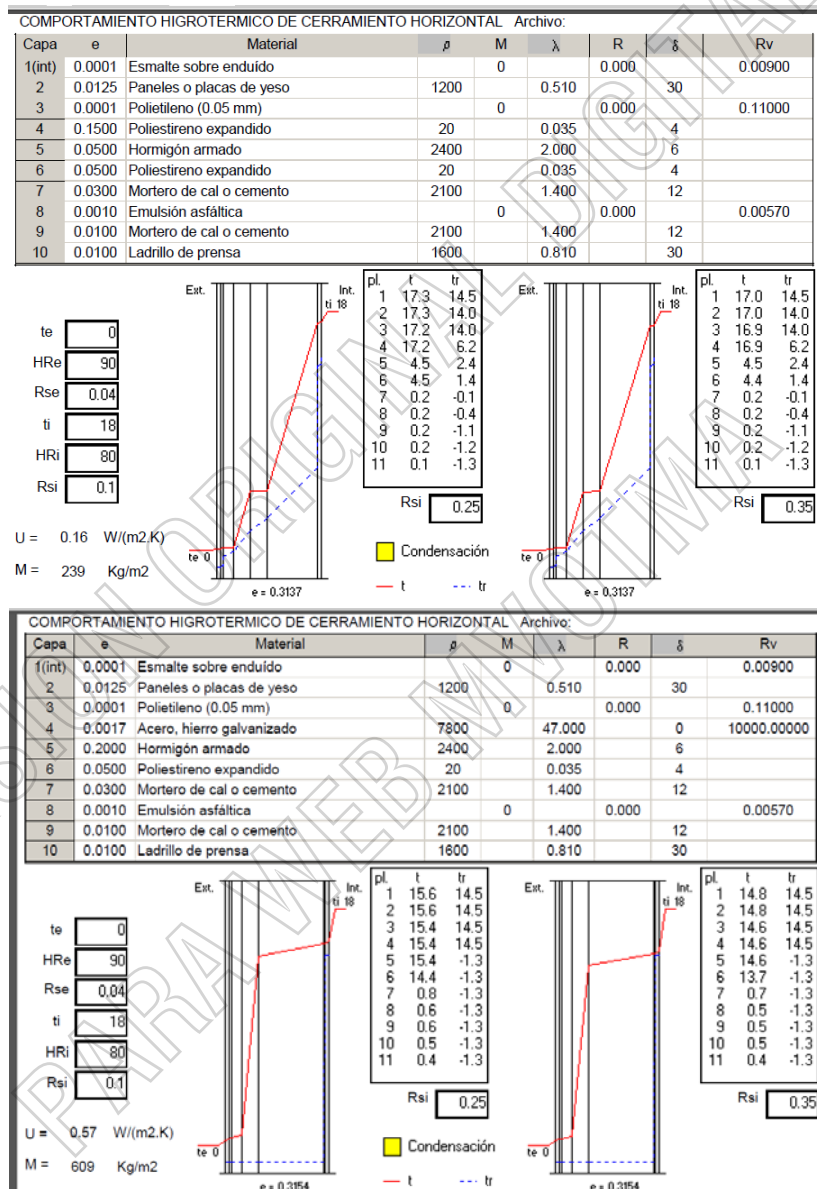 COMPORTAMIENTO HIGROTERMICO DE CERRAMIENTO HORIZONTAL Archivo:
Capa e Material ρ M λ R δ Rv
1(int) 0.0001 Esmalte sobre enduído 0 0.000 0.00900
2 0.0125 Paneles o placas de yeso 1200 0.510 30
3 0.0001 Polietileno (0.05 mm) 0 0.000 0.11000
4 0.1500 Poliestireno expandido 20 0.035 4
5 0.0500 Hormigón armado 2400 2.000 6
6 0.0500 Poliestireno expandido 20 0.035 4
7 0.0300 Mortero de cal o cemento 2100 1.400 12
8 0.0010 Emulsión asfáltica 0 0.000 0.00570
9 0.0100 Mortero de cal o cemento 2100 1.400 12
10 0.0100 Ladrillo de prensa 1600 0.810 30
te 0
HRe 90
Rse 0.04
ti 18
HRi 80
Rsi 0.1
U = 0.16 W/(m2.K)
M = 239 Kg/m2
Ext. Int.
ti 18
te 0
e = 0.3137
pl. t tr
1 17.3 14.5
2 17.3 14.0
3 17.2 14.0
4 17.2 6.2
5 4.5 2.4
6 4.5 1.4
7 0.2 -0.1
8 0.2 -0.4
9 0.2 -1.1
10 0.2 -1.2
11 0.1 -1.3
Rsi 0.25
Condensación
t tr
Ext. Int.
ti 18
te 0
e = 0.3137
pl. t tr
1 17.0 14.5
2 17.0 14.0
3 16.9 14.0
4 16.9 6.2
5 4.5 2.4
6 4.4 1.4
7 0.2 -0.1
8 0.2 -0.4
9 0.2 -1.1
10 0.2 -1.2
11 0.1 -1.3
Rsi 0.35
COMPORTAMIENTO HIGROTERMICO DE CERRAMIENTO HORIZONTAL Archivo:
Capa e Material ρ M λ R δ Rv
1(int) 0.0001 Esmalte sobre enduído 0 0.000 0.00900
2 0.0125 Paneles o placas de yeso 1200 0.510 30
3 0.0001 Polietileno (0.05 mm) 0 0.000 0.11000
4 0.0017 Acero, hierro galvanizado 7800 47.000 0 10000.00000
5 0.2000 Hormigón armado 2400 2.000 6
6 0.0500 Poliestireno expandido 20 0.035 4
7 0.0300 Mortero de cal o cemento 2100 1.400 12
8 0.0010 Emulsión asfáltica 0 0.000 0.00570
9 0.0100 Mortero de cal o cemento 2100 1.400 12
10 0.0100 Ladrillo de prensa 1600 0.810 30
te 0
HRe 90
Rse 0,04
ti 18
HRi 80
Rsi 0.1
U = 0.57 W/(m2.K)
M = 609 Kg/m2
Ext. Int.
ti 18
te 0
e = 0.3154
pl. t tr
1 15.6 14.5
2 15.6 14.5
3 15.4 14.5
4 15.4 14.5
5 15.4 -1.3
6 14.4 -1.3
7 0.8 -1.3
8 0.6 -1.3
9 0.6 -1.3
10 0.5 -1.3
11 0.4 -1.3
Rsi 0.25
Condensación
t tr
Ext. Int.
ti 18
te 0
e = 0.3154
pl. t tr
1 14.8 14.5
2 14.8 14.5
3 14.6 14.5
4 14.6 14.5
5 14.6 -1.3
6 13.7 -1.3
7 0.7 -1.3
8 0.5 -1.3
9 0.5 -1.3
10 0.5 -1.3
11 0.4 -1.3
Rsi 0.35
SION ORIGINAL DIGITAL
PARA WEB MVOTMA